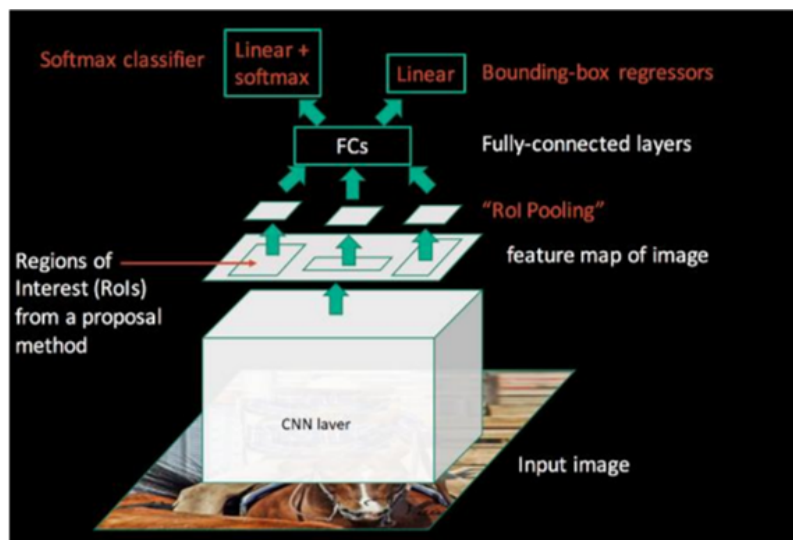 Softmax classifier
Linear +
softmax
Linear
Bounding-box regressors
FCs
Fully-connected layers
“RoI Pooling”
Regions of
Interest (RoIs)
from a proposal
method
feature map of image
CNN laver
Input image